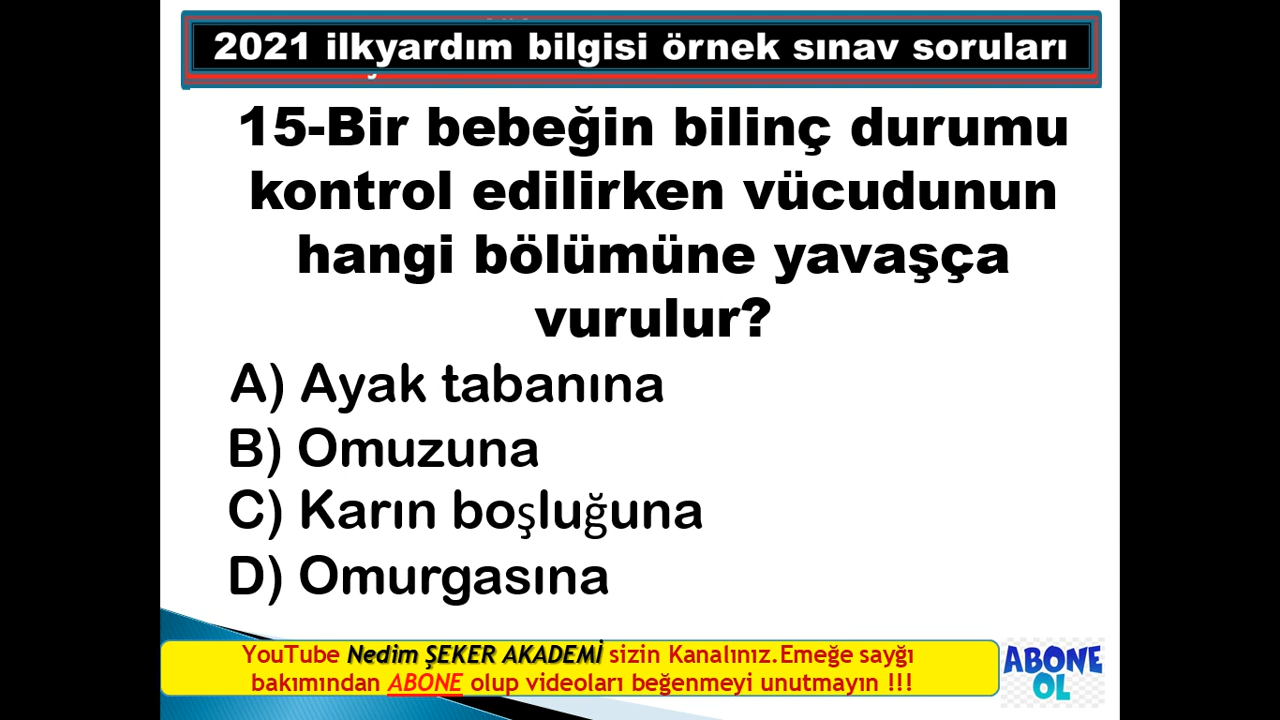 2021 ilkyardım bilgisi örnek sınav soruları
15-Bir bebeğin bilinç durumu
kontrol edilirken vücudunun
hangi bölümüne yavaşça
vurulur?
A) Ayak tabanına
B) Omuzuna
C) Karın boşluğuna
D) Omurgasına
YouTube Nedim ŞEKER AKADEMİ sizin Kanalınız.Emeğe sayğı
bakımından ABONE olup videoları beğenmeyi unutmayın !!!
ABONE
OL